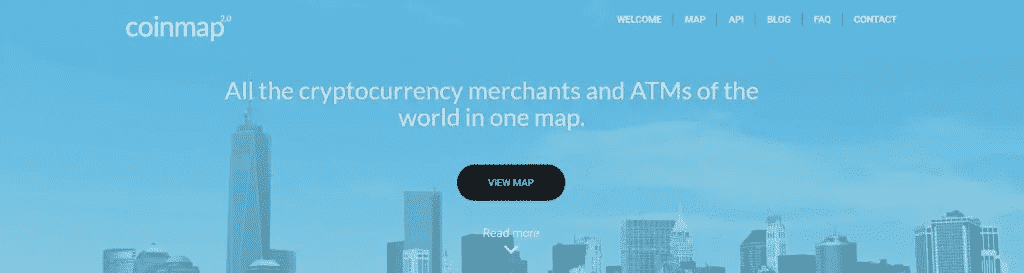 coinmap 2.0
WELCOME MAP API BLOG FAQ CONTACT
All the cryptocurrency merchants and ATMs of the
world in one map.
VIEW MAP
Read more